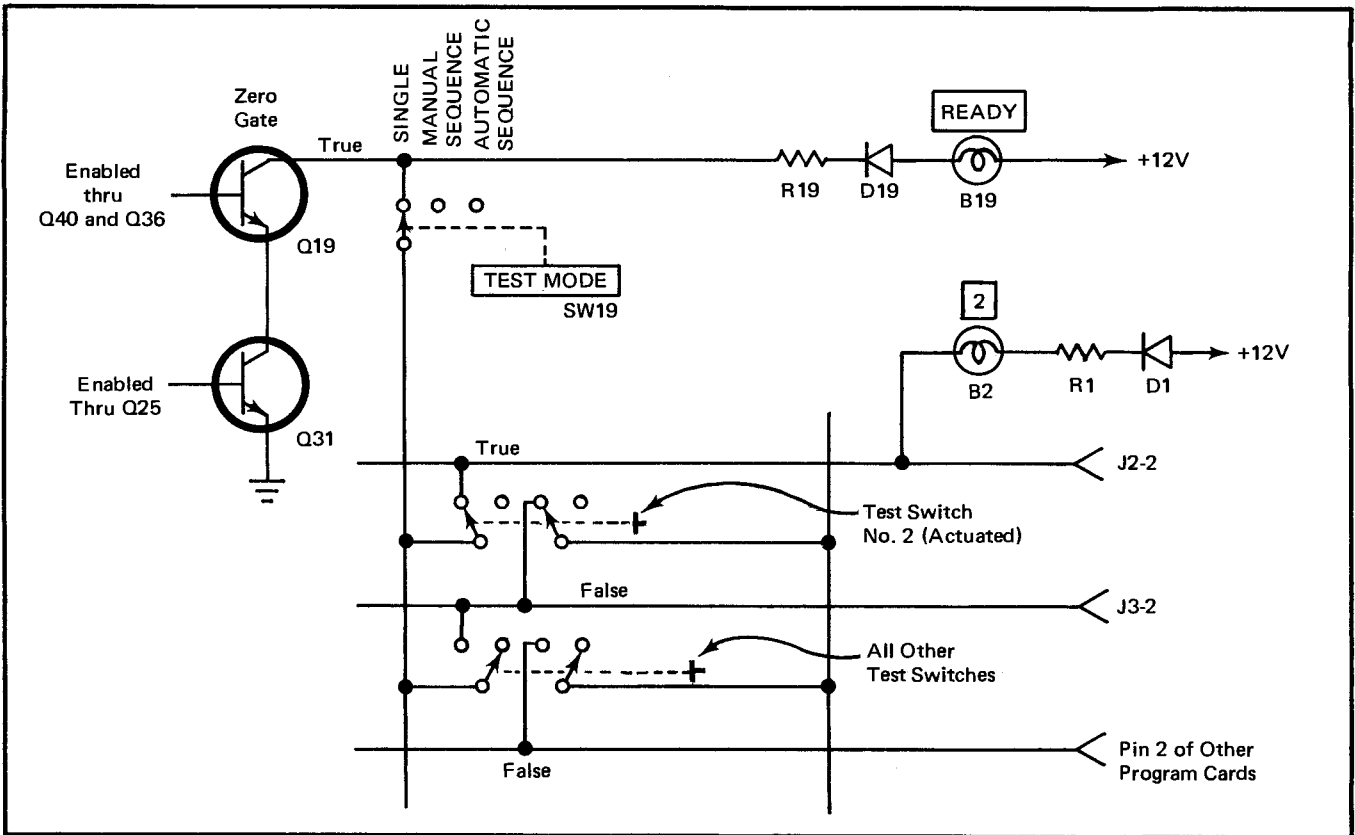 Zero
Gate
True
SINGLE
MANUAL
SEQUENCE
AUTOMATIC
SEQUENCE
READY
Enabled
thru
Q40 and Q36
Q19
R19
D19
B19
+12V
TEST MODE
SW19
2
B2
R1
D1
+12V
Enabled
Thru Q25
Q31
True
J2-2
Test Switch
No. 2 (Actuated)
False
J3-2
All Other
Test Switches
False
Pin 2 of Other
Program Cards